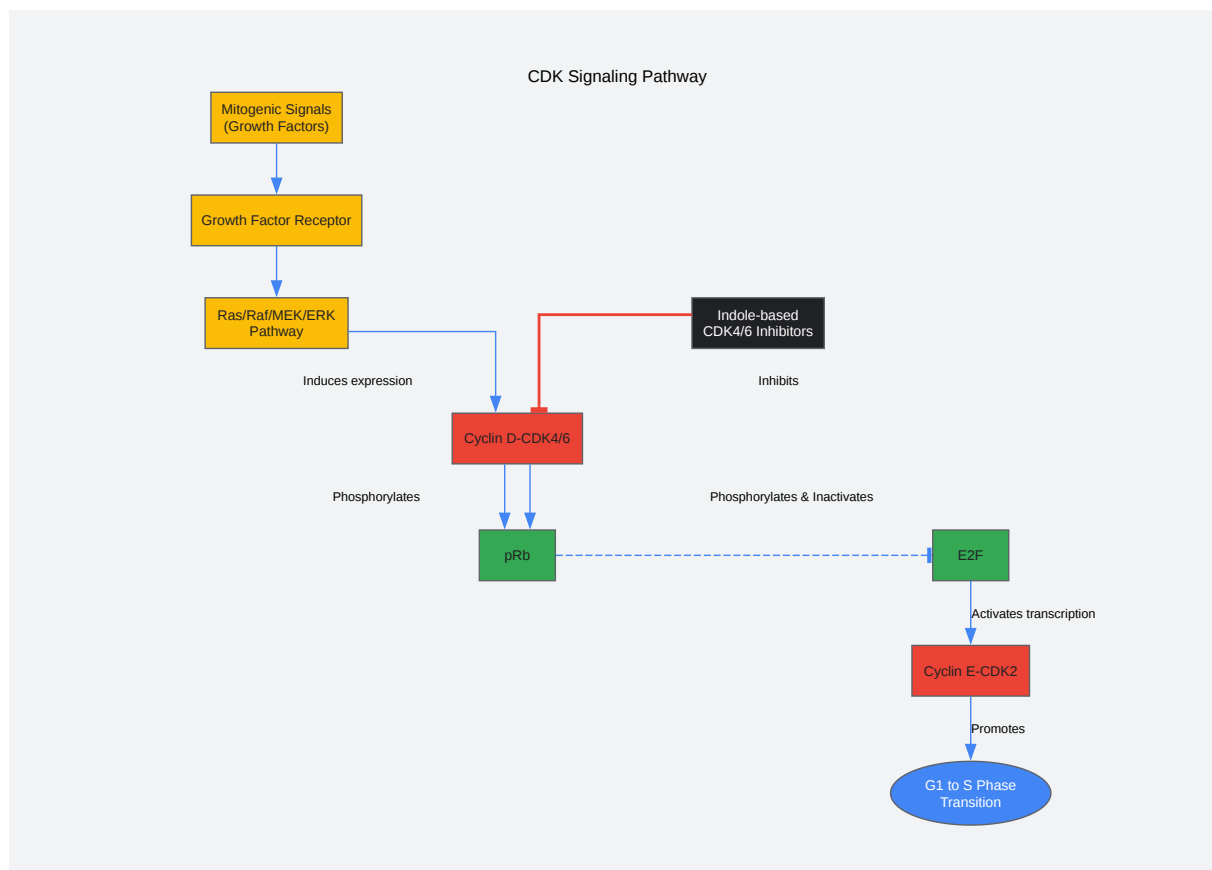 CDK Signaling Pathway
Mitogenic Signals
(Growth Factors)
Growth Factor Receptor
Ras/Raf/MEK/ERK
Pathway
Indole-based
CDK4/6 Inhibitors
Induces expression
Inhibits
Cyclin D-CDK4/6
Phosphorylates
Phosphorylates & Inactivates
pRb
E2F
Activates transcription
Cyclin E-CDK2
Promotes
G1 to S Phase
Transition